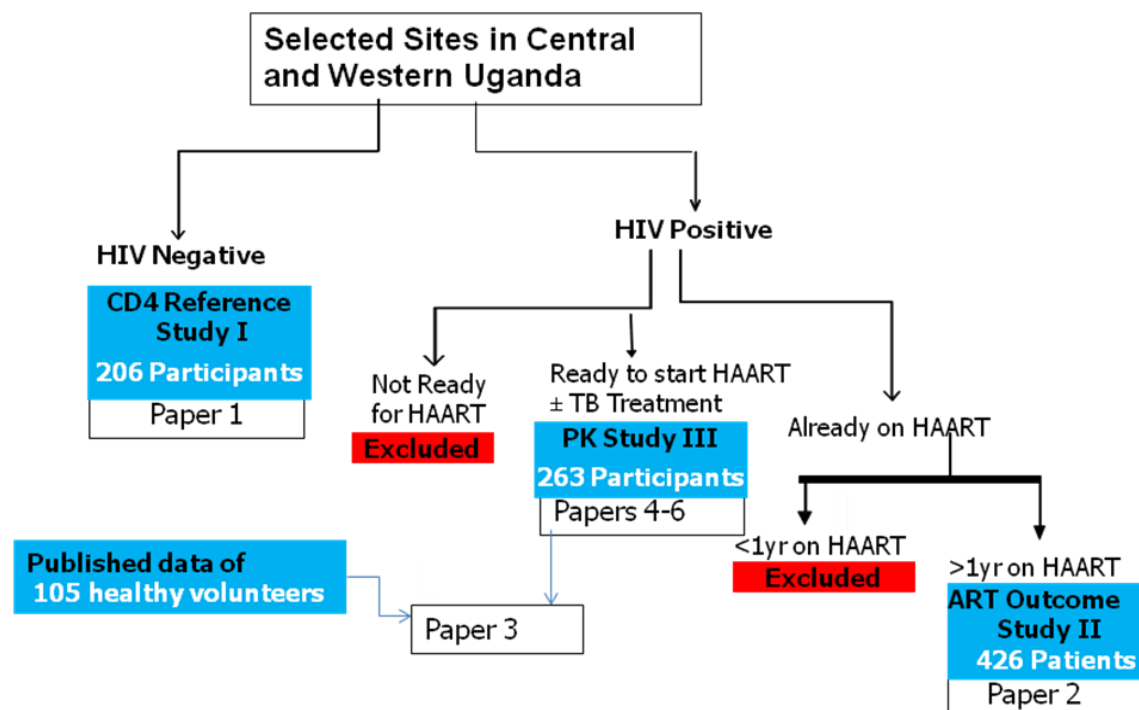 Selected Sites in Central
and Western Uganda
HIV Negative
CD4 Reference
Study I
206 Participants
Paper 1
HIV Positive
Not Ready
for HAART
Excluded
Ready to start HAART
± TB Treatment
PK Study III
263 Participants
Papers 4-6
Already on HAART
<1yr on HAART
Excluded
>1yr on HAART
ART Outcome
Study II
426 Patients
Paper 2
Published data of
105 healthy volunteers
Paper 3